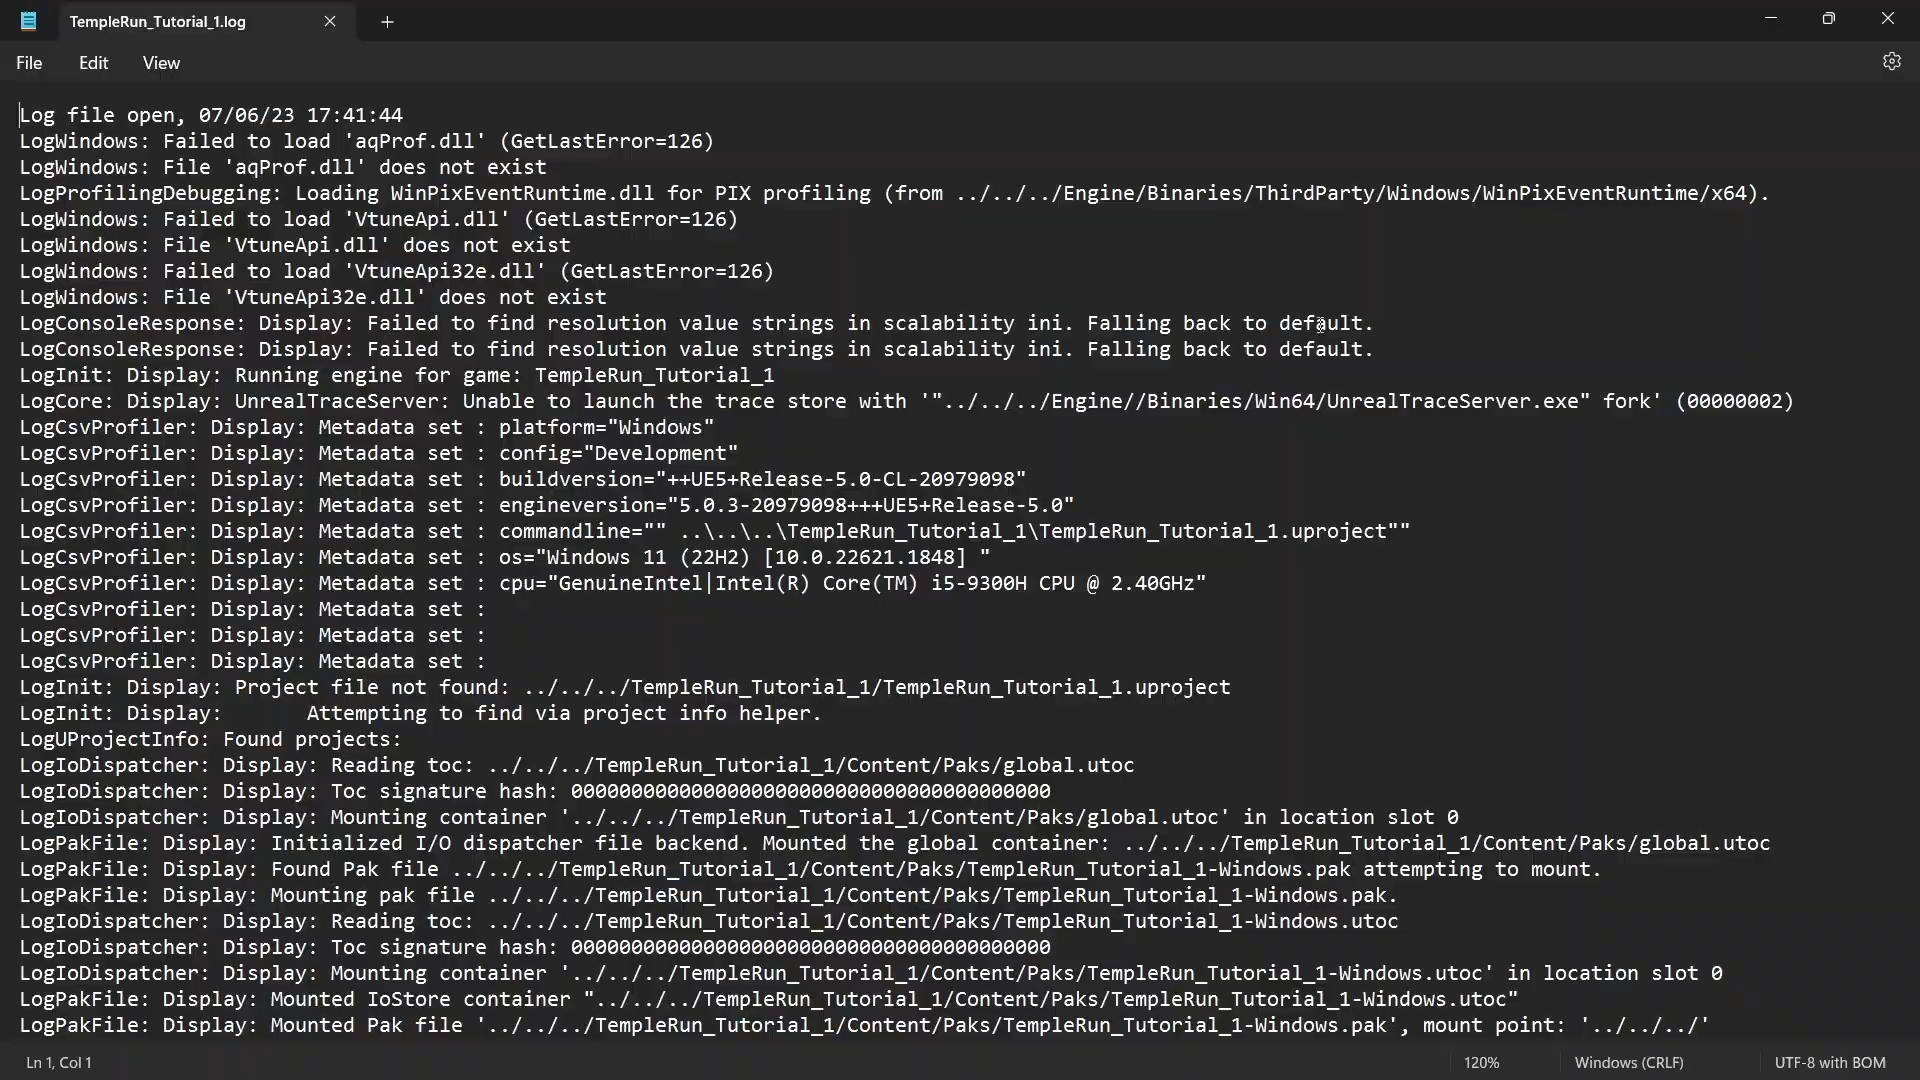 TempleRun_Tutorial_1.log
File Edit View
Log file open, 07/06/23 17:41:44
LogWindows: Failed to load 'aqProf.dll' (GetLastError=126)
LogWindows: File 'aqProf.dll' does not exist
LogProfilingDebugging: Loading WinPixEventRuntime.dll for PIX profiling (from ../../../Engine/Binaries/ThirdParty/Windows/WinPixEventRuntime/x64).
LogWindows: Failed to load 'VtuneApi.dll' (GetLastError=126)
LogWindows: File 'VtuneApi.dll' does not exist
LogWindows: Failed to load 'VtuneApi32e.dll' (GetLastError=126)
LogWindows: File 'VtuneApi32e.dll' does not exist
LogConsoleResponse: Display: Failed to find resolution value strings in scalability ini. Falling back to default.
LogConsoleResponse: Display: Failed to find resolution value strings in scalability ini. Falling back to default.
LogInit: Display: Running engine for game: TempleRun_Tutorial_1
LogCore: Display: UnrealTraceServer: Unable to launch the trace store with '"../../../Engine//Binaries/Win64/UnrealTraceServer.exe" fork' (00000002)
LogCsvProfiler: Display: Metadata set : platform="Windows"
LogCsvProfiler: Display: Metadata set : config="Development"
LogCsvProfiler: Display: Metadata set : buildversion="++UE5+Release-5.0-CL-20979098"
LogCsvProfiler: Display: Metadata set : engineversion="5.0.3-20979098+++UE5+Release-5.0"
LogCsvProfiler: Display: Metadata set : commandline="" ..\..\..\TempleRun_Tutorial_1\TempleRun_Tutorial_1.uproject""
LogCsvProfiler: Display: Metadata set : os="Windows 11 (22H2) [10.0.22621.1848] "
LogCsvProfiler: Display: Metadata set : cpu="GenuineIntel|Intel(R) Core(TM) i5-9300H CPU @ 2.40GHz"
LogCsvProfiler: Display: Metadata set :
LogCsvProfiler: Display: Metadata set :
LogCsvProfiler: Display: Metadata set :
LogInit: Display: Project file not found: ../../../TempleRun_Tutorial_1/TempleRun_Tutorial_1.uproject
LogInit: Display:       Attempting to find via project info helper.
LogUProjectInfo: Found projects:
LogIoDispatcher: Display: Reading toc: ../../../TempleRun_Tutorial_1/Content/Paks/global.utoc
LogIoDispatcher: Display: Toc signature hash: 0000000000000000000000000000000000000000
LogIoDispatcher: Display: Mounting container '../../../TempleRun_Tutorial_1/Content/Paks/global.utoc' in location slot 0
LogPakFile: Display: Initialized I/O dispatcher file backend. Mounted the global container: ../../../TempleRun_Tutorial_1/Content/Paks/global.utoc
LogPakFile: Display: Found Pak file ../../../TempleRun_Tutorial_1/Content/Paks/TempleRun_Tutorial_1-Windows.pak attempting to mount.
LogPakFile: Display: Mounting pak file ../../../TempleRun_Tutorial_1/Content/Paks/TempleRun_Tutorial_1-Windows.pak.
LogIoDispatcher: Display: Reading toc: ../../../TempleRun_Tutorial_1/Content/Paks/TempleRun_Tutorial_1-Windows.utoc
LogIoDispatcher: Display: Toc signature hash: 0000000000000000000000000000000000000000
LogIoDispatcher: Display: Mounting container '../../../TempleRun_Tutorial_1/Content/Paks/TempleRun_Tutorial_1-Windows.utoc' in location slot 0
LogPakFile: Display: Mounted IoStore container "../../../TempleRun_Tutorial_1/Content/Paks/TempleRun_Tutorial_1-Windows.utoc"
LogPakFile: Display: Mounted Pak file '../../../TempleRun_Tutorial_1/Content/Paks/TempleRun_Tutorial_1-Windows.pak', mount point: '../../../'
Ln 1, Col 1 120% Windows (CRLF) UTF-8 with BOM